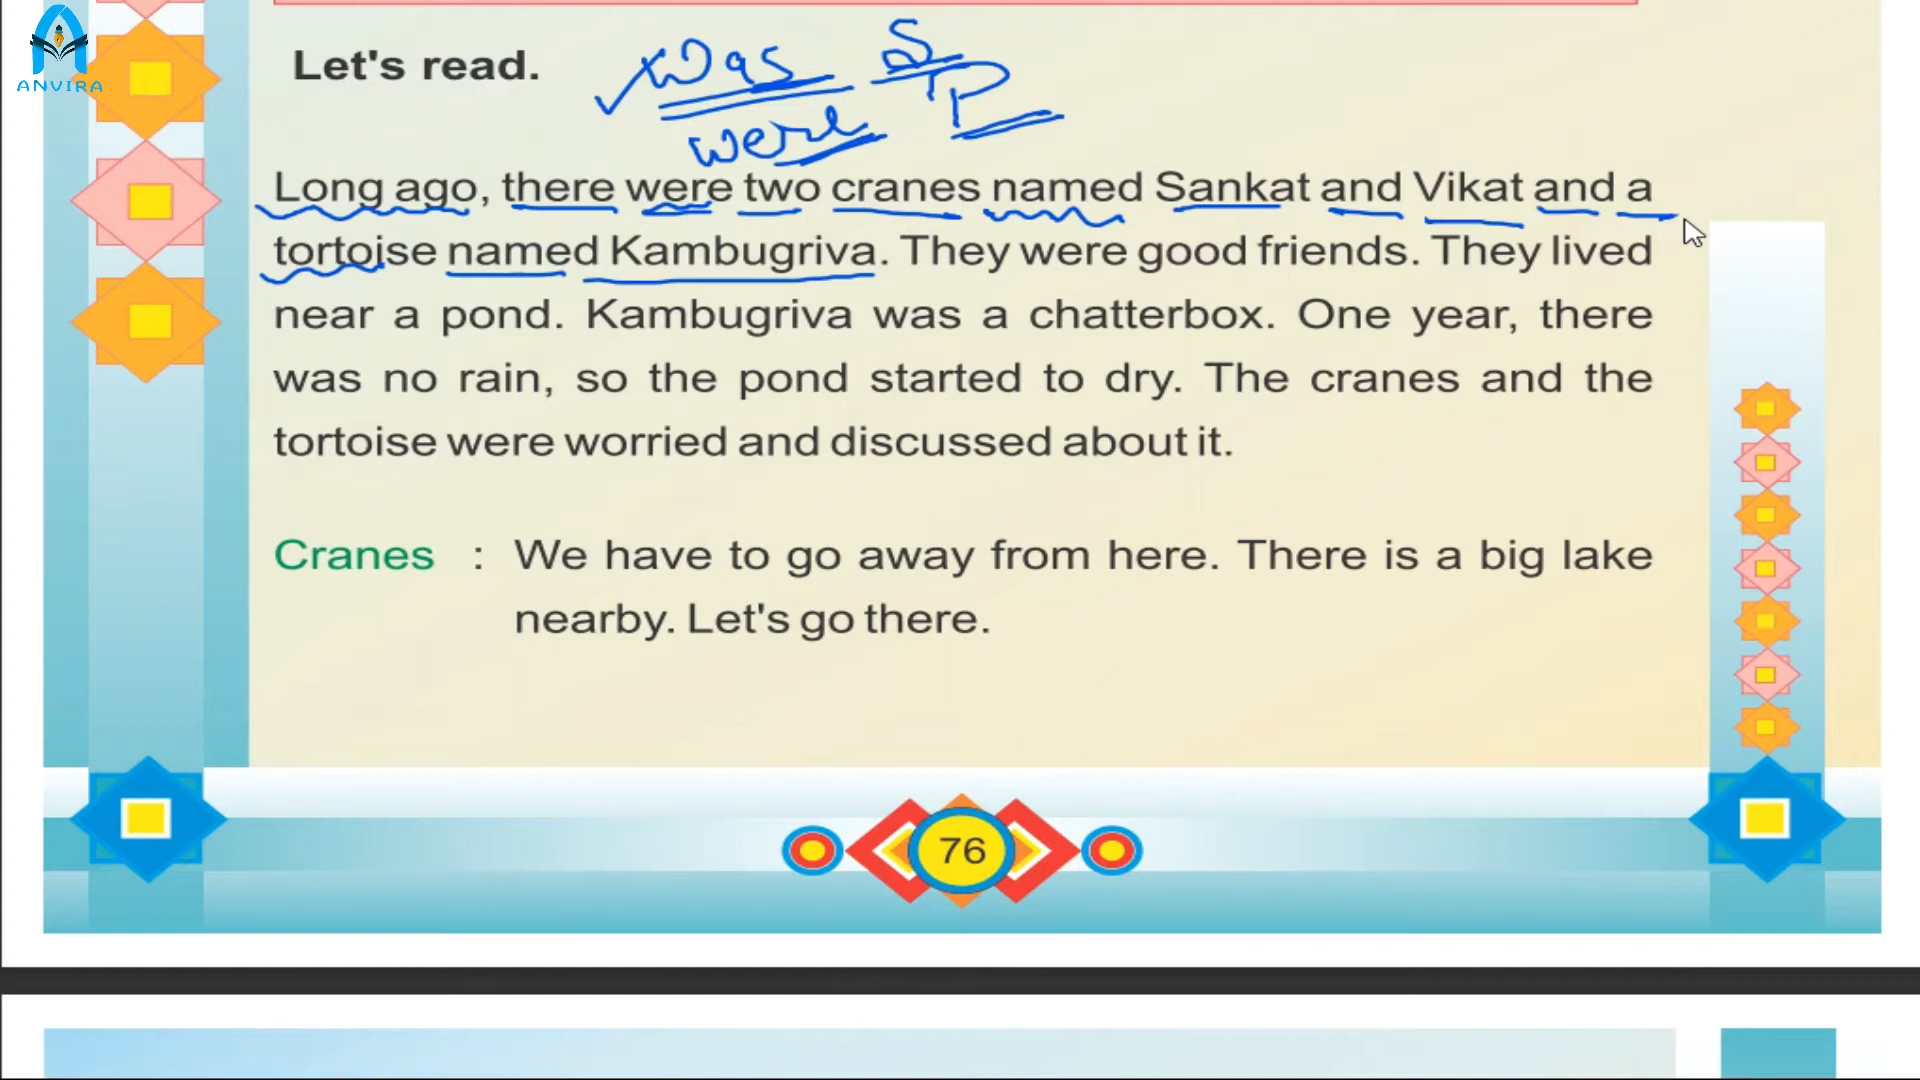 ANVIRA
Let's read.
was S
were P
Long ago, there were two cranes named Sankat and Vikat and a
tortoise named Kambugriva. They were good friends. They lived
near a pond. Kambugriva was a chatterbox. One year, there
was no rain, so the pond started to dry. The cranes and the
tortoise were worried and discussed about it.
Cranes : We have to go away from here. There is a big lake
nearby. Let's go there.
76